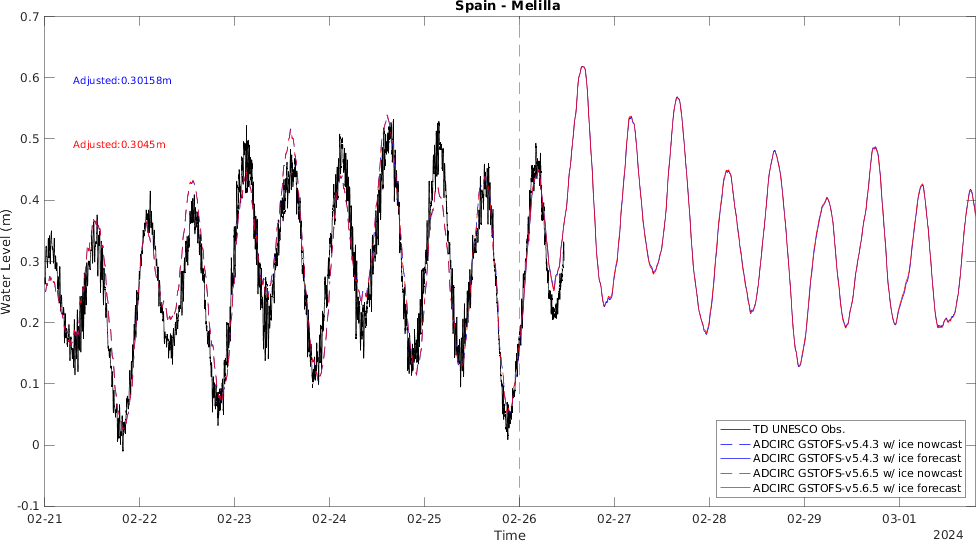 Spain - Melilla
0.7
0.6
0.5
0.4
0.3
0.2
0.1
0
-0.1
Water Level (m)
Adjusted:0.30158m
Adjusted:0.3045m
TD UNESCO Obs.
ADCIRC GSTOFS-v5.4.3 w/ ice nowcast
ADCIRC GSTOFS-v5.4.3 w/ ice forecast
ADCIRC GSTOFS-v5.6.5 w/ ice nowcast
ADCIRC GSTOFS-v5.6.5 w/ ice forecast
02-21 02-22 02-23 02-24 02-25 02-26 02-27 02-28 02-29 03-01
Time
2024